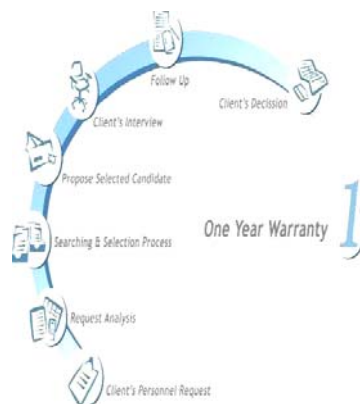 Follow Up
Client's Decission
Client's Interview
Propose Selected Candidate
Searching & Selection Process
One Year Warranty 1
Request Analysis
Client's Personnel Request